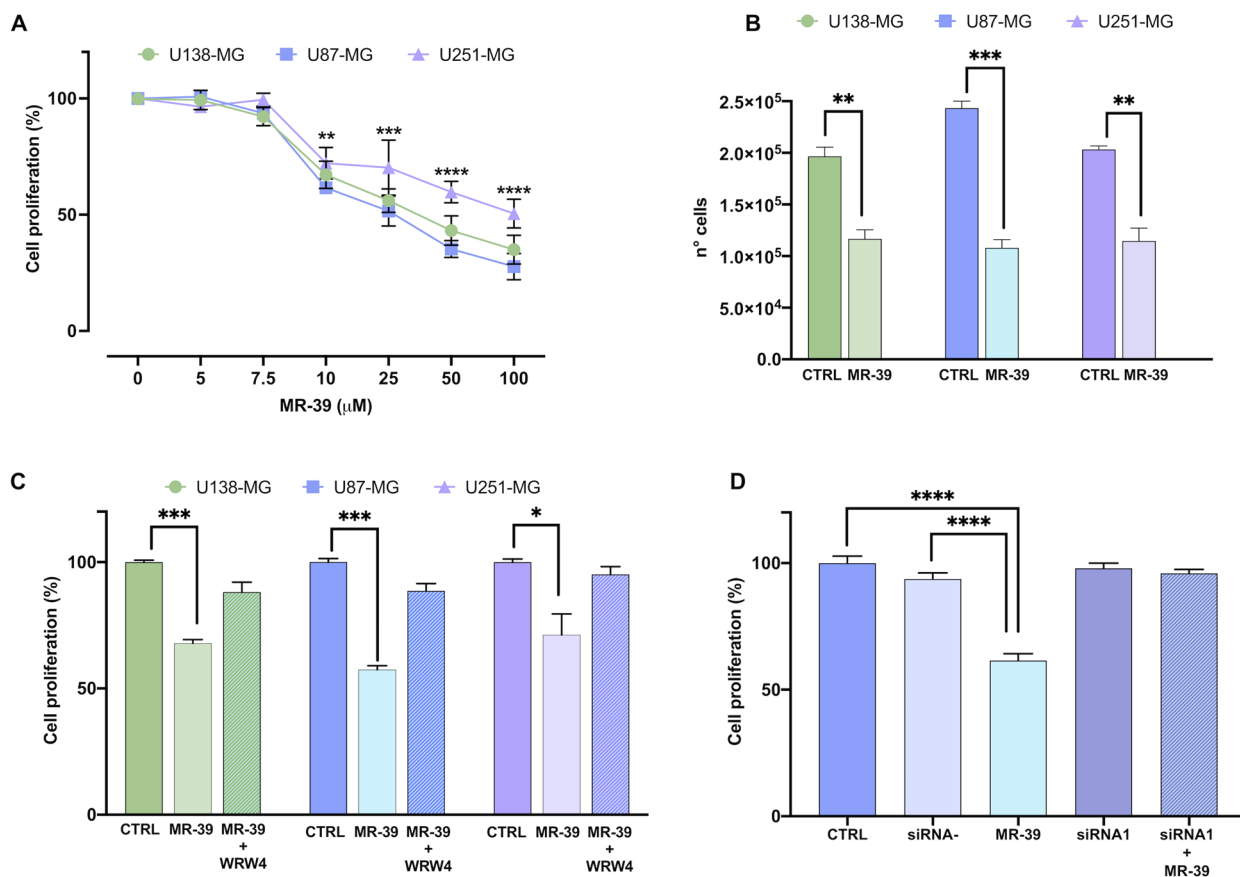 A
U138-MG U87-MG U251-MG
Cell proliferation (%)
100
50
0
** *** **** ****
0 5 7.5 10 25 50 100
MR-39 (μM)
B
U138-MG U87-MG U251-MG
n° cells
2.5×10⁵
2.0×10⁵
1.5×10⁵
1.0×10⁵
5.0×10⁴
0.0
** *** **
CTRL MR-39 CTRL MR-39 CTRL MR-39
C
U138-MG U87-MG U251-MG
Cell proliferation (%)
100
50
0
*** *** *
CTRL MR-39 MR-39 CTRL MR-39 MR-39 CTRL MR-39 MR-39
+ + +
WRW4 WRW4 WRW4
D
Cell proliferation (%)
100
50
0
****
****
CTRL siRNA- MR-39 siRNA1 siRNA1
+
MR-39